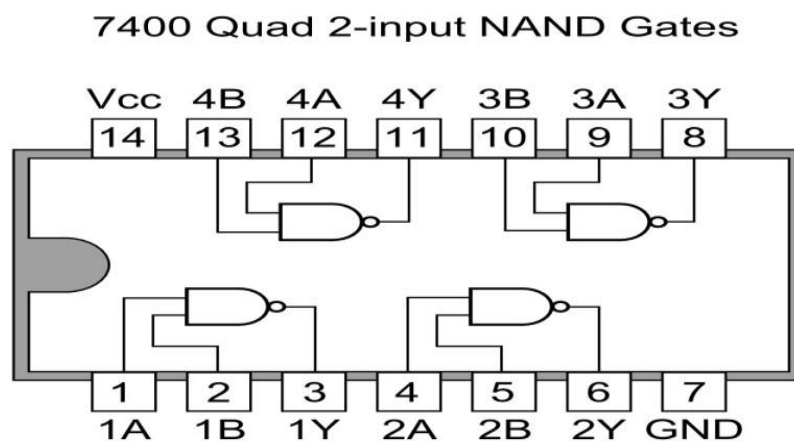 7400 Quad 2-input NAND Gates
Vcc 4B 4A 4Y 3B 3A 3Y
14 13 12 11 10 9 8
1 2 3 4 5 6 7
1A 1B 1Y 2A 2B 2Y GND